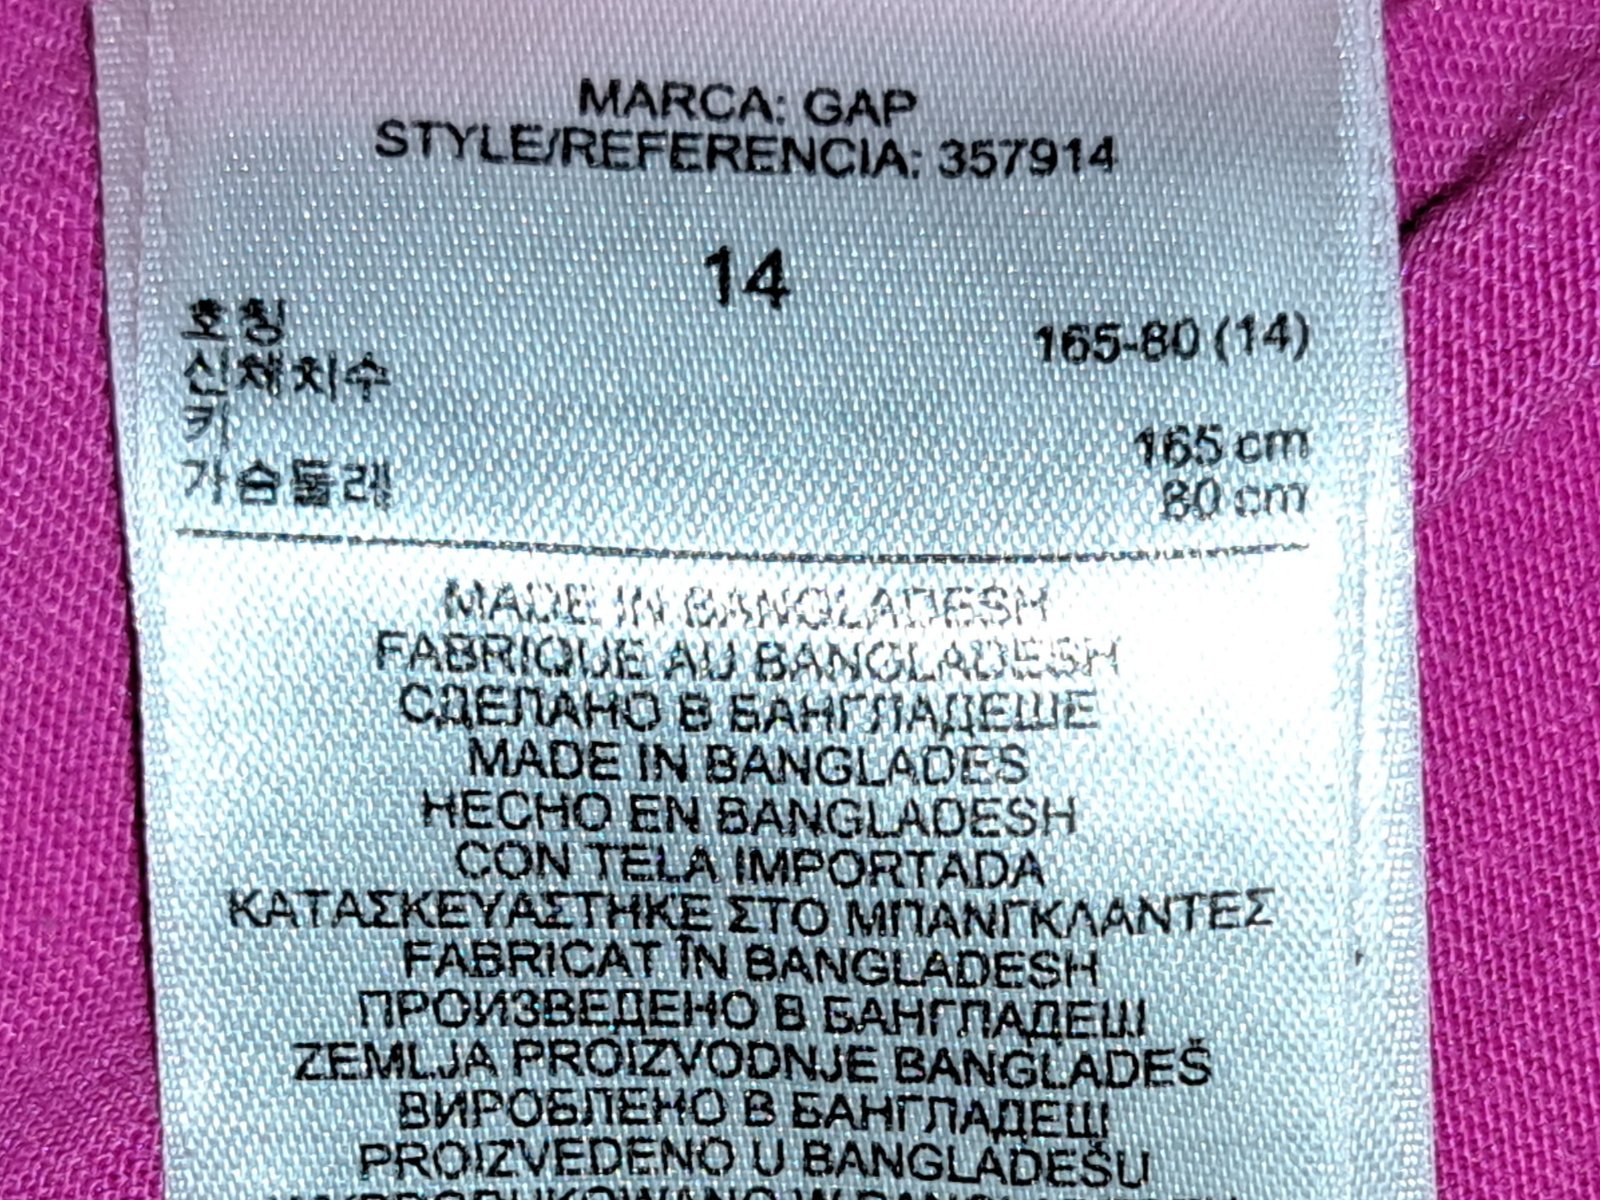 MARCA: GAP
STYLE/REFERENCIA: 357914
14
호칭 165-80 (14)
신체치수
키 165 cm
가슴둘레 80 cm
MADE IN BANGLADESH
FABRIQUE AU BANGLADESH
СДЕЛАНО В БАНГЛАДЕШЕ
MADE IN BANGLADES
HECHO EN BANGLADESH
CON TELA IMPORTADA
ΚΑΤΑΣΚΕΥΑΣΤΗΚΕ ΣΤΟ ΜΠΑΝΓΚΛΑΝΤΕΣ
FABRICAT ÎN BANGLADESH
ПРОИЗВЕДЕНО В БАНГЛАДЕШ
ZEMLJA PROIZVODNJE BANGLADEŠ
ВИРОБЛЕНО В БАНГЛАДЕШ
PROIZVEDENO U BANGLADEŠU